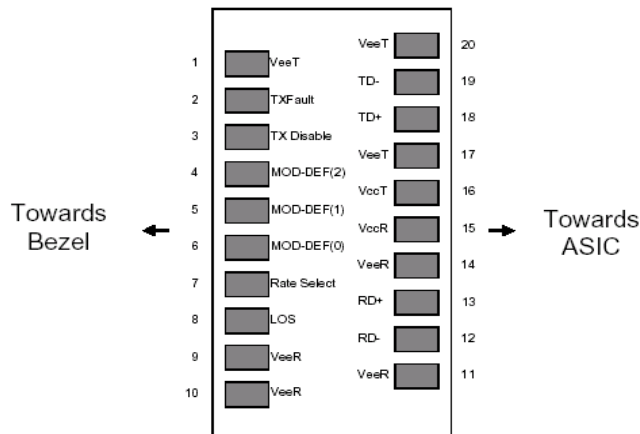 VeeT 20
1 VeeT
TD- 19
2 TXFault
TD+ 18
3 TX Disable
VeeT 17
4 MOD-DEF(2)
VccT 16
5 MOD-DEF(1)
Towards
Bezel
VccR 15
Towards
ASIC
6 MOD-DEF(0)
VeeR 14
7 Rate Select
RD+ 13
8 LOS
RD- 12
9 VeeR
VeeR 11
10 VeeR